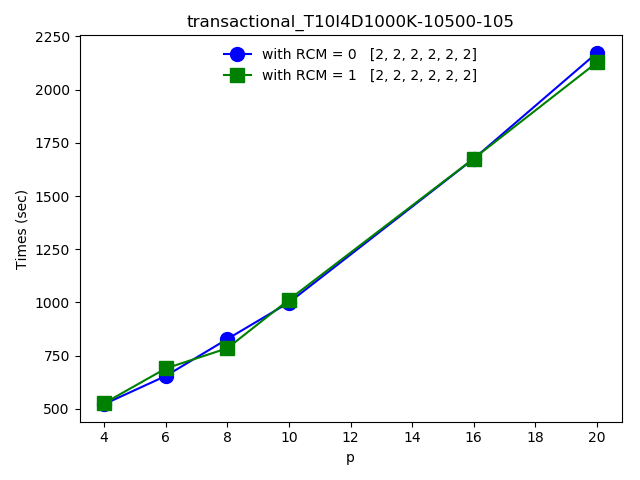 transactional_T10I4D1000K-10500-105
with RCM = 0   [2, 2, 2, 2, 2, 2]
with RCM = 1   [2, 2, 2, 2, 2, 2]
Times (sec)
2250
2000
1750
1500
1250
1000
750
500
4 6 8 10 12 14 16 18 20
p